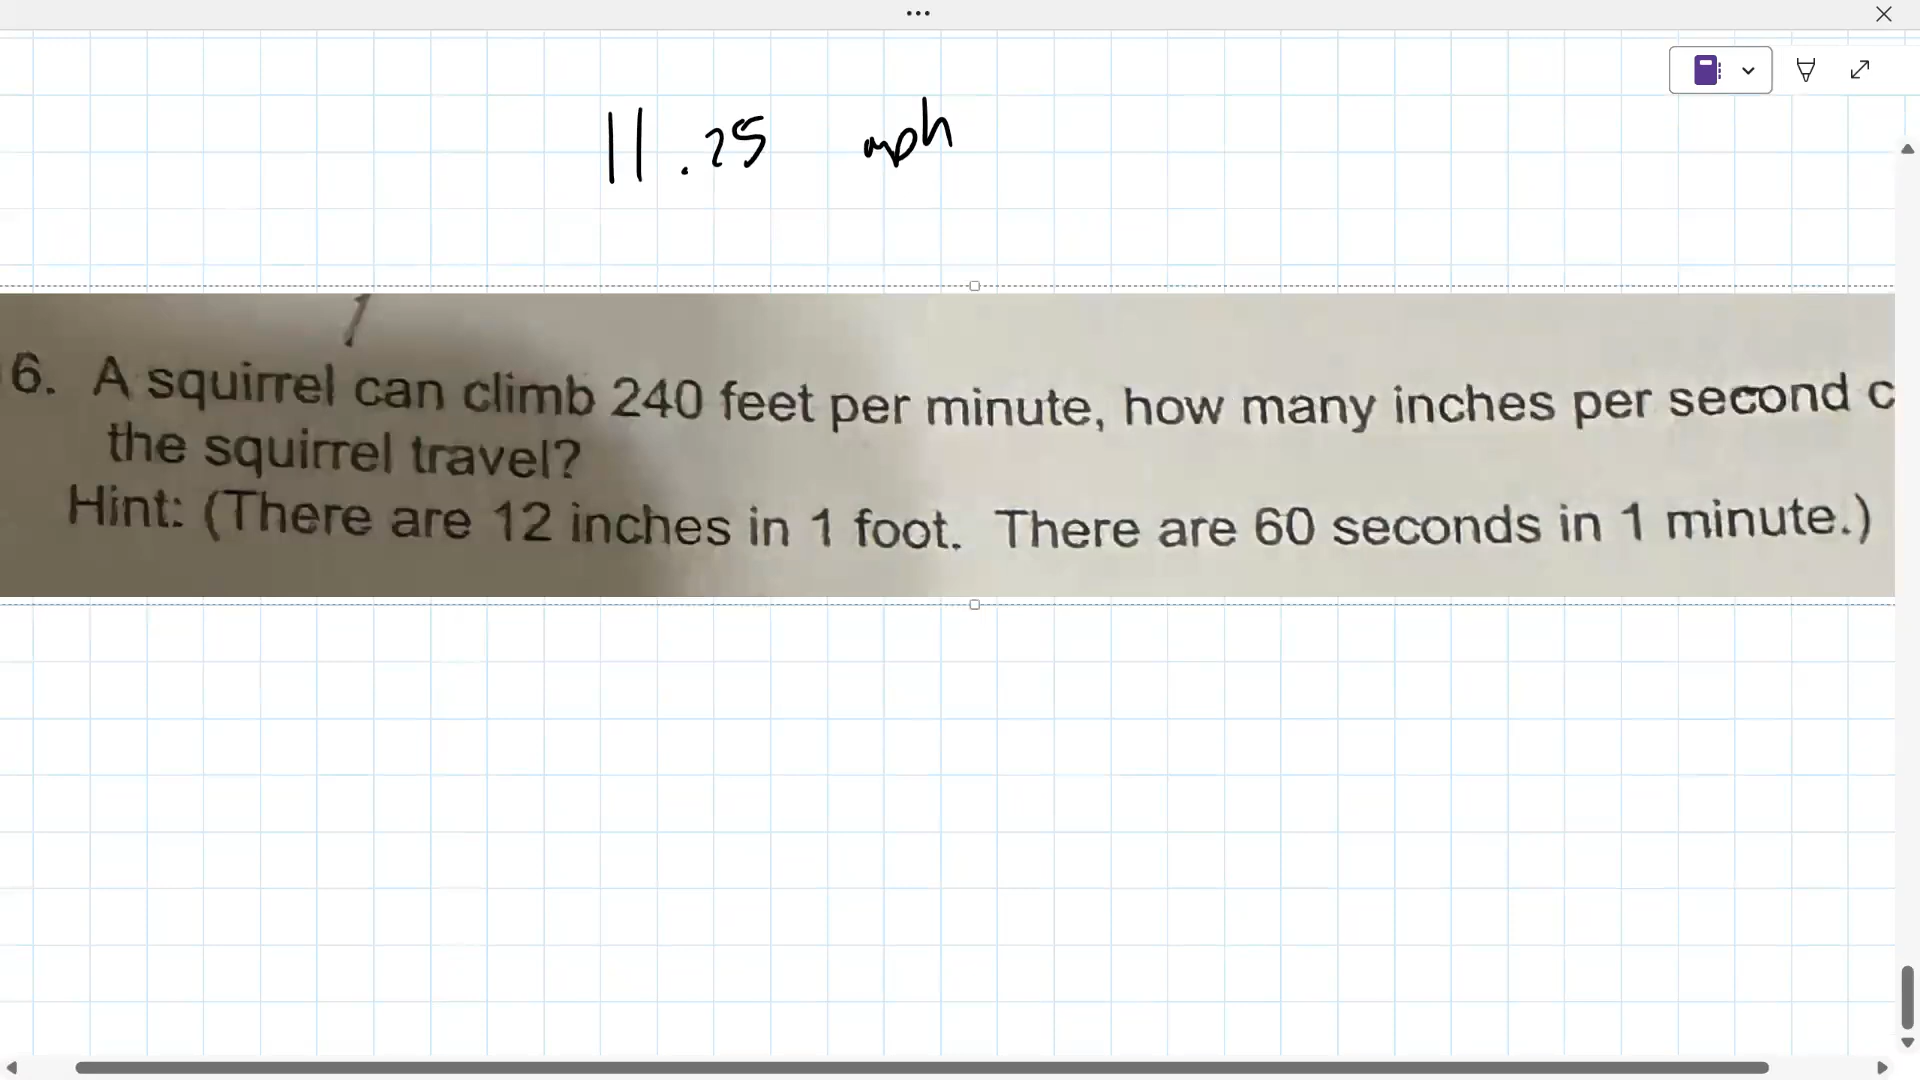 11.25 mph
6. A squirrel can climb 240 feet per minute, how many inches per second c
the squirrel travel?
Hint: (There are 12 inches in 1 foot. There are 60 seconds in 1 minute.)